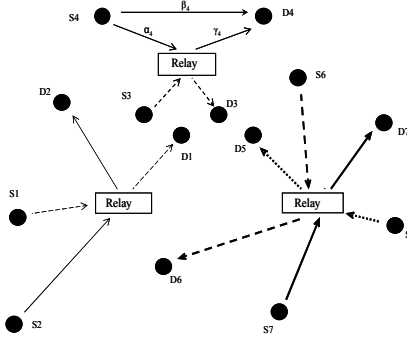 S4
β4
D4
α4
γ4
Relay
S6
D2
S3
D3
D7
D1
D5
S1
Relay
Relay
S
D6
S2
S7